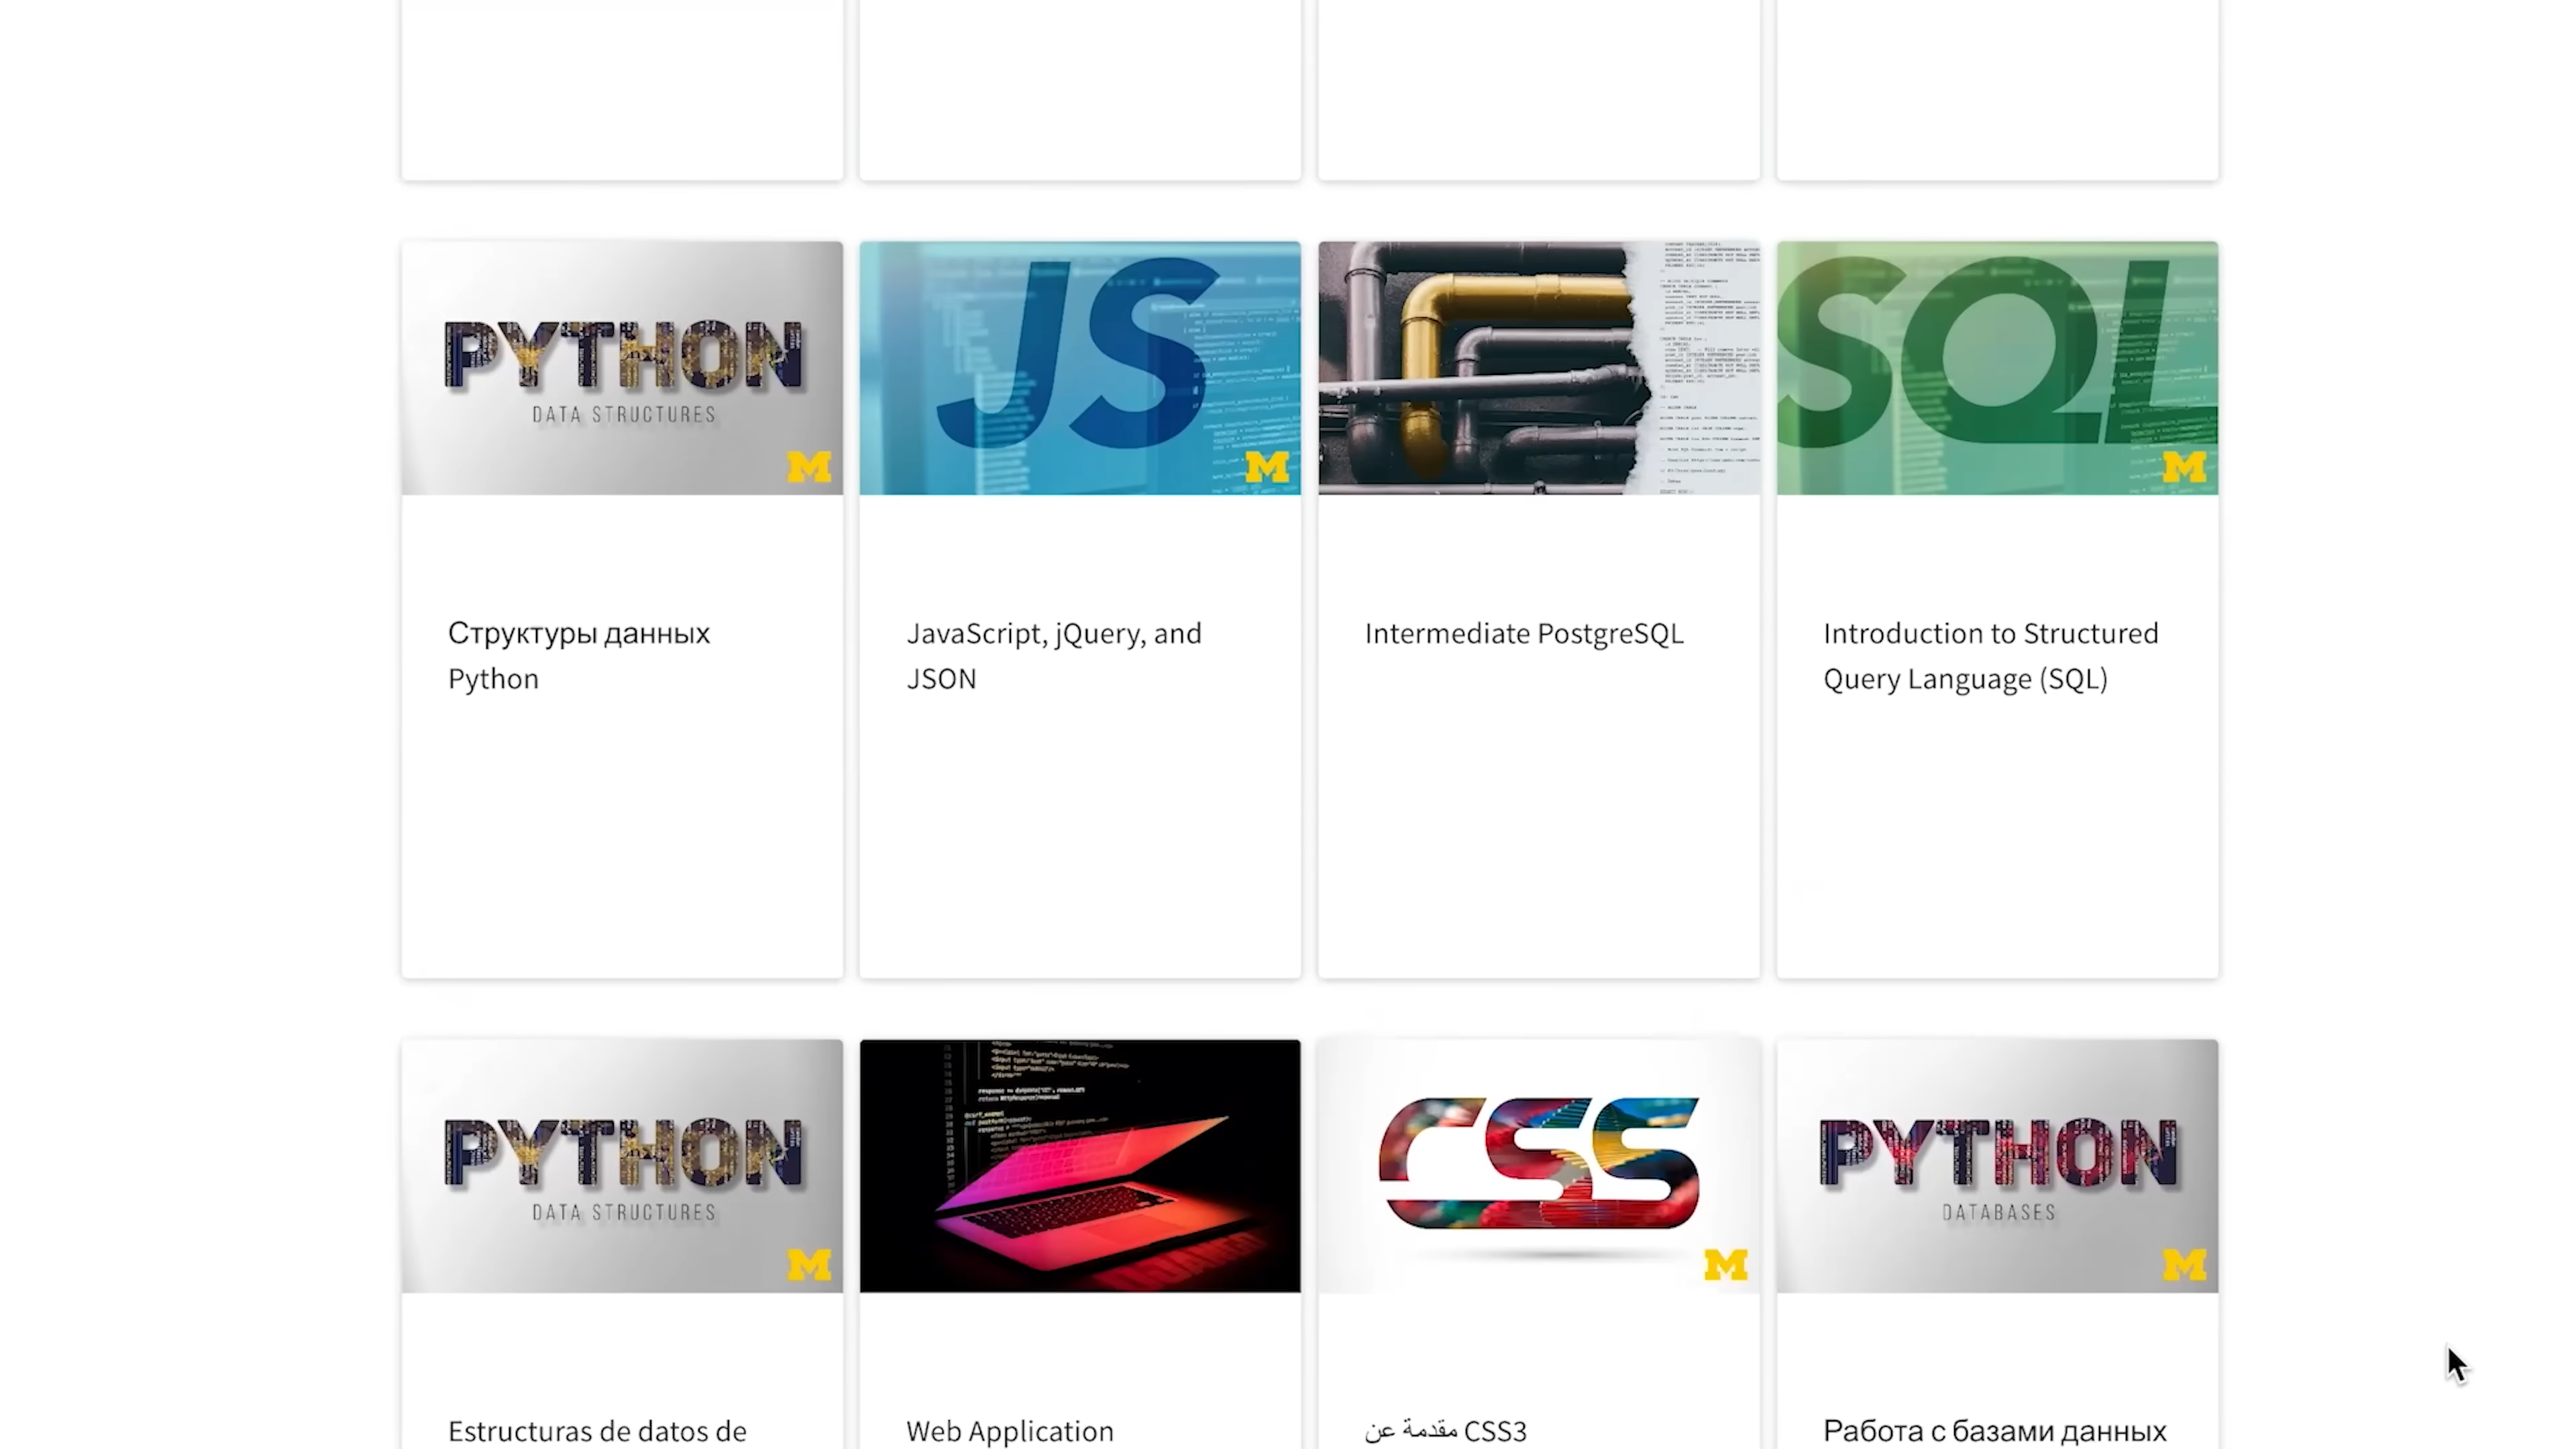 PYTHON
DATA STRUCTURES
M
JS
M
SQL
M
Структуры данных
Python
JavaScript, jQuery, and
JSON
Intermediate PostgreSQL
Introduction to Structured
Query Language (SQL)
PYTHON
DATA STRUCTURES
M
CSS
M
PYTHON
DATABASES
M
Estructuras de datos de
Web Application
مقدمة عن CSS3
Работа с базами данных